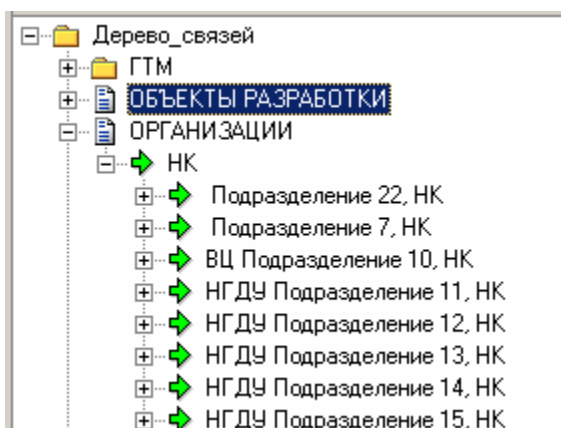 Дерево_связей
ГТМ
ОБЪЕКТЫ РАЗРАБОТКИ
ОРГАНИЗАЦИИ
НК
Подразделение 22, НК
Подразделение 7, НК
ВЦ Подразделение 10, НК
НГДУ Подразделение 11, НК
НГДУ Подразделение 12, НК
НГДУ Подразделение 13, НК
НГДУ Подразделение 14, НК
НГДУ Подразделение 15, НК